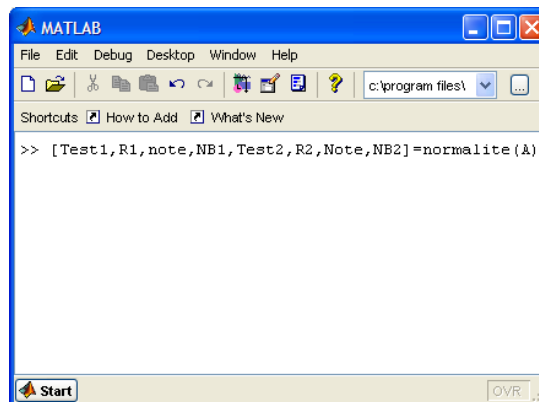 MATLAB
File Edit Debug Desktop Window Help
c:\program files\ ...
Shortcuts How to Add What's New
>> [Test1,R1,note,NB1,Test2,R2,Note,NB2]=normalite(A)
Start OVR